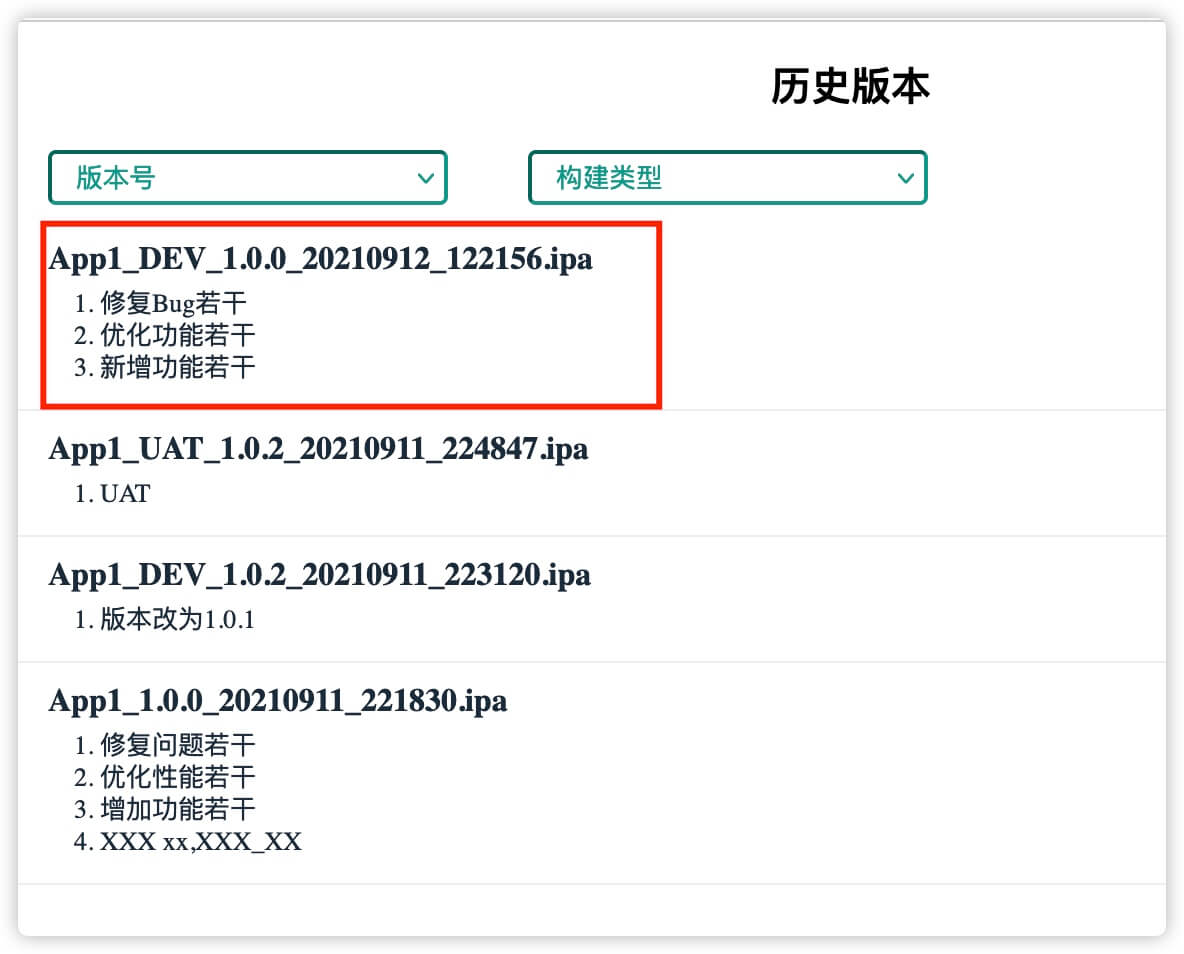 历史版本
版本号
构建类型
App1_DEV_1.0.0_20210912_122156.ipa
1. 修复Bug若干
2. 优化功能若干
3. 新增功能若干
App1_UAT_1.0.2_20210911_224847.ipa
1. UAT
App1_DEV_1.0.2_20210911_223120.ipa
1. 版本改为1.0.1
App1_1.0.0_20210911_221830.ipa
1. 修复问题若干
2. 优化性能若干
3. 增加功能若干
4. XXX xx,XXX_XX